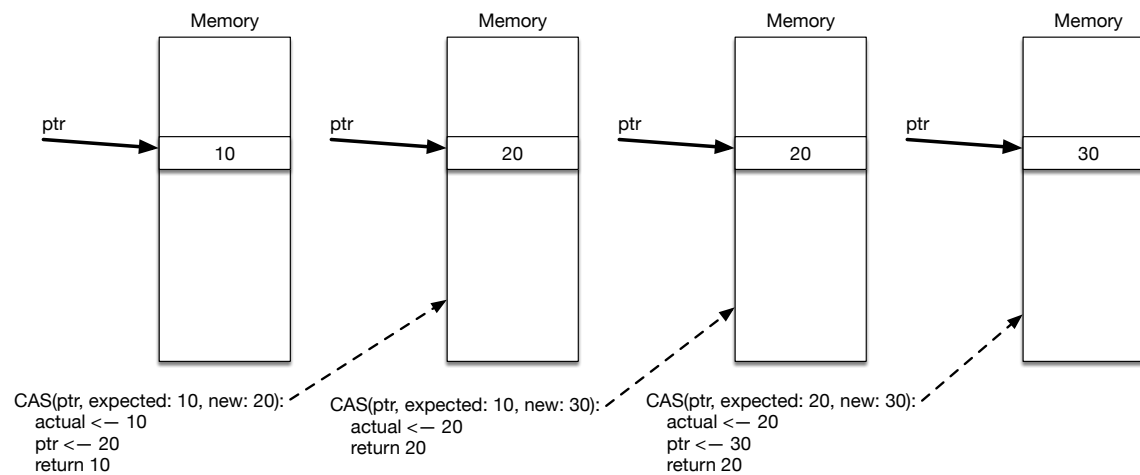 Memory
Memory
Memory
Memory
ptr
ptr
ptr
ptr
10
20
20
30
CAS(ptr, expected: 10, new: 20):
actual <— 10
ptr <— 20
return 10
CAS(ptr, expected: 10, new: 30):
actual <— 20
return 20
CAS(ptr, expected: 20, new: 30):
actual <— 20
ptr <— 30
return 20